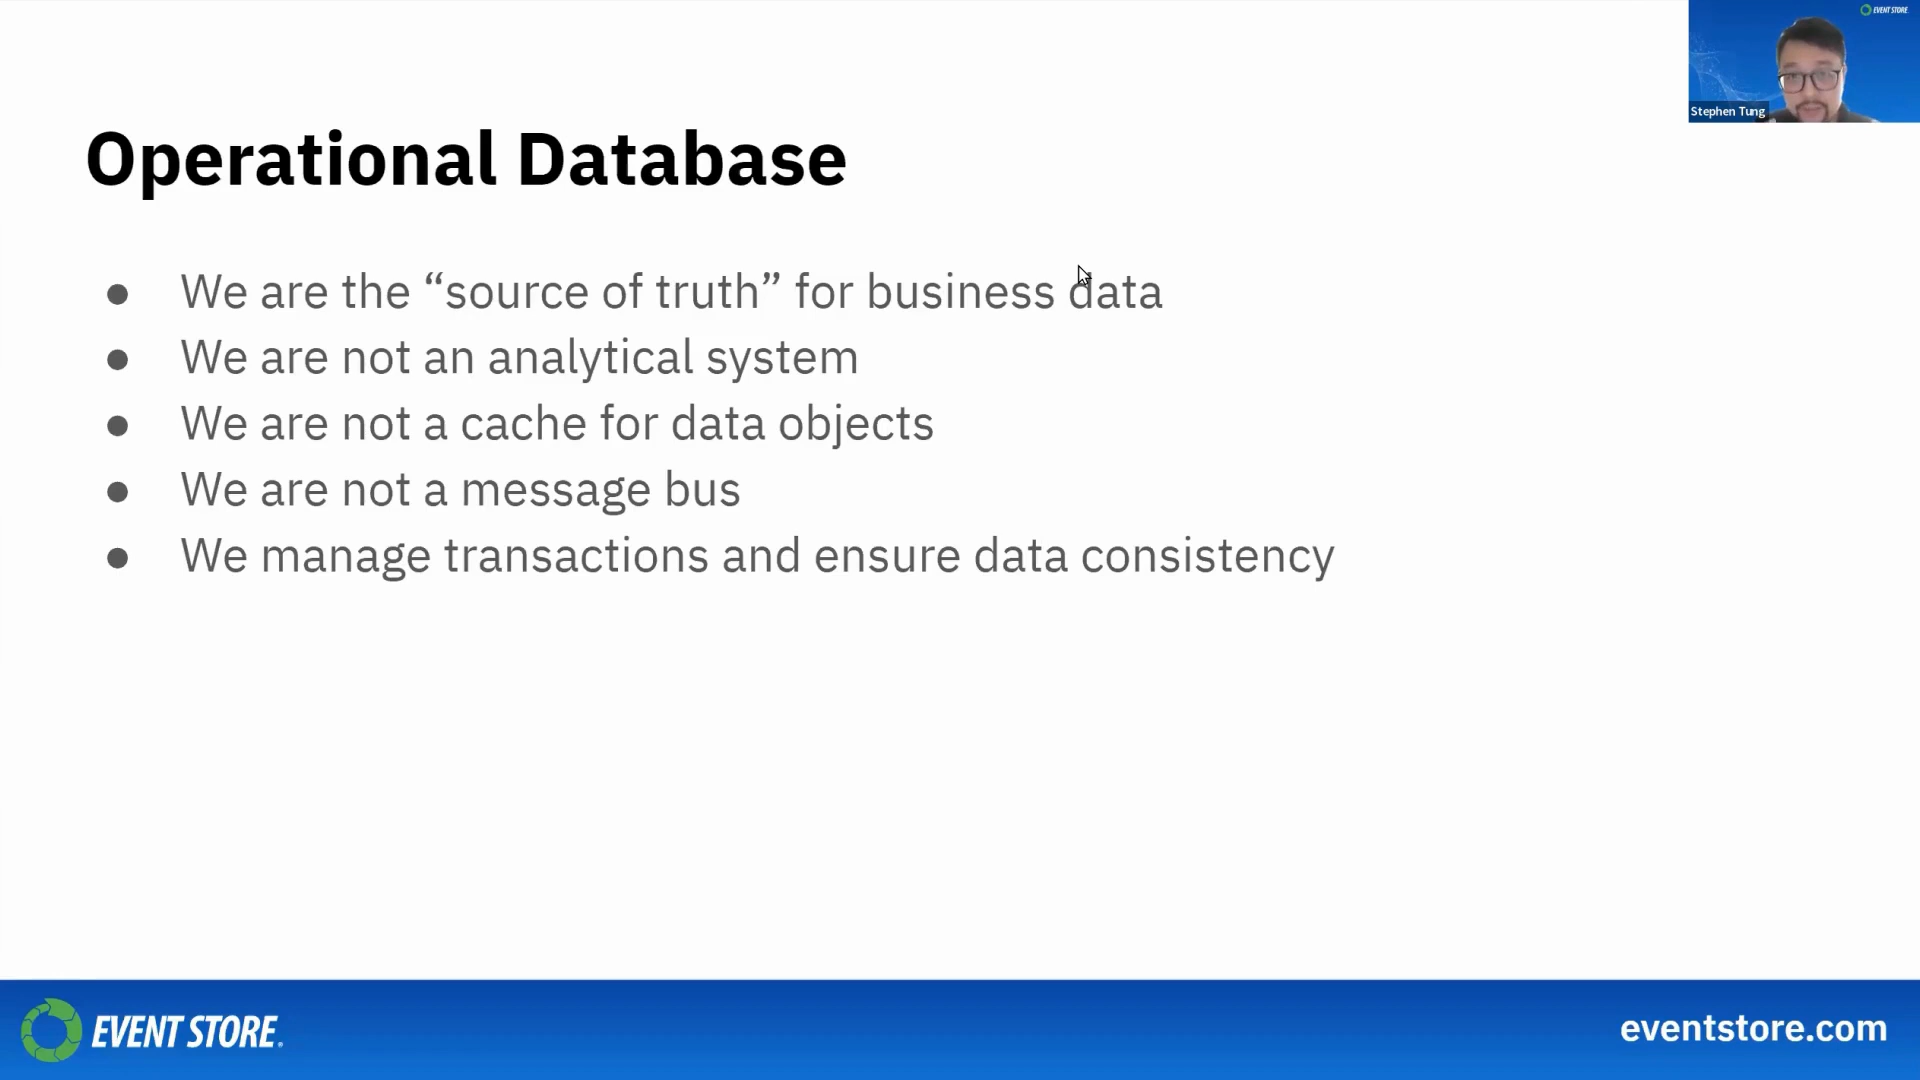 EVENT STORE
Stephen Tung
Operational Database
● We are the “source of truth” for business data
● We are not an analytical system
● We are not a cache for data objects
● We are not a message bus
● We manage transactions and ensure data consistency
EVENT STORE®
eventstore.com